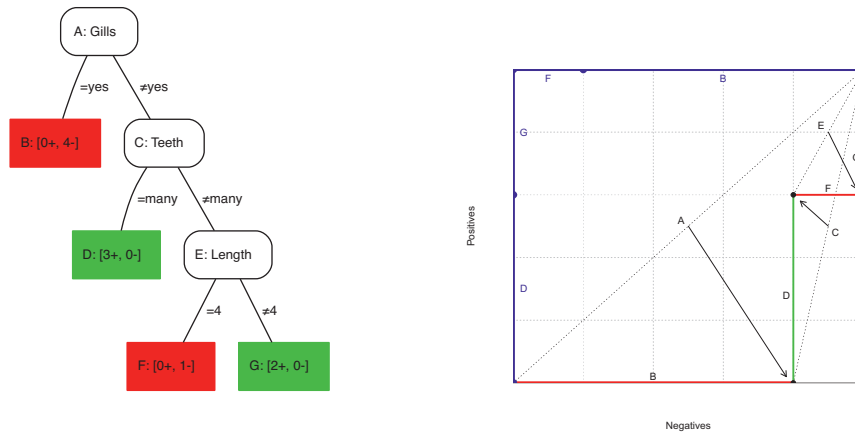 A: Gills
=yes
≠yes
B: [0+, 4-]
C: Teeth
=many
≠many
D: [3+, 0-]
E: Length
=4
≠4
F: [0+, 1-]
G: [2+, 0-]
F
B
G
E
F
A
C
Positives
D
D
B
Negatives